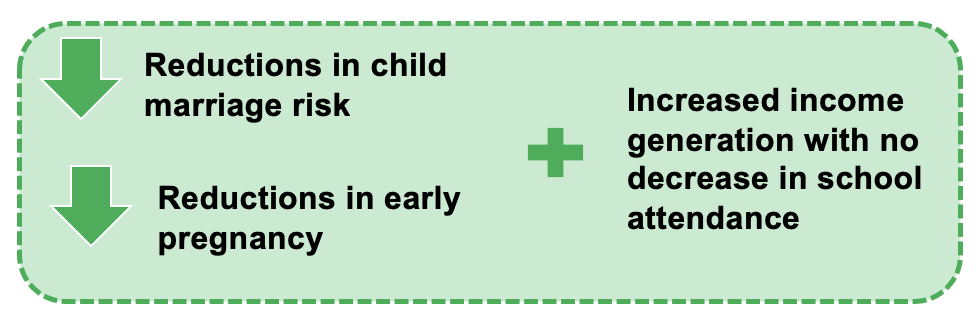 Reductions in child
marriage risk
Reductions in early
pregnancy
Increased income
generation with no
decrease in school
attendance